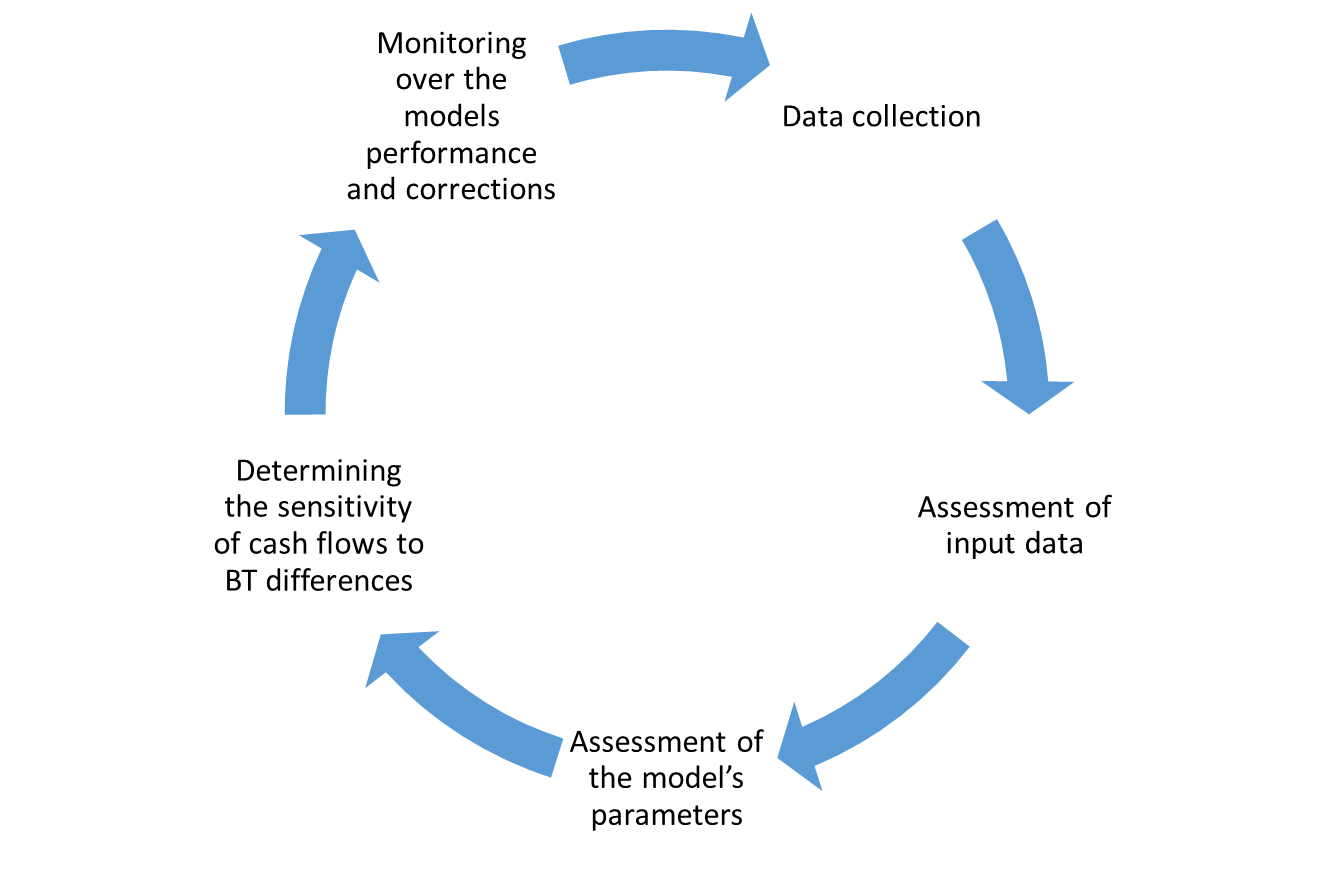 Monitoring
over the
models
performance
and corrections
Data collection
Assessment of
input data
Assessment of
the model’s
parameters
Determining
the sensitivity
of cash flows to
BT differences